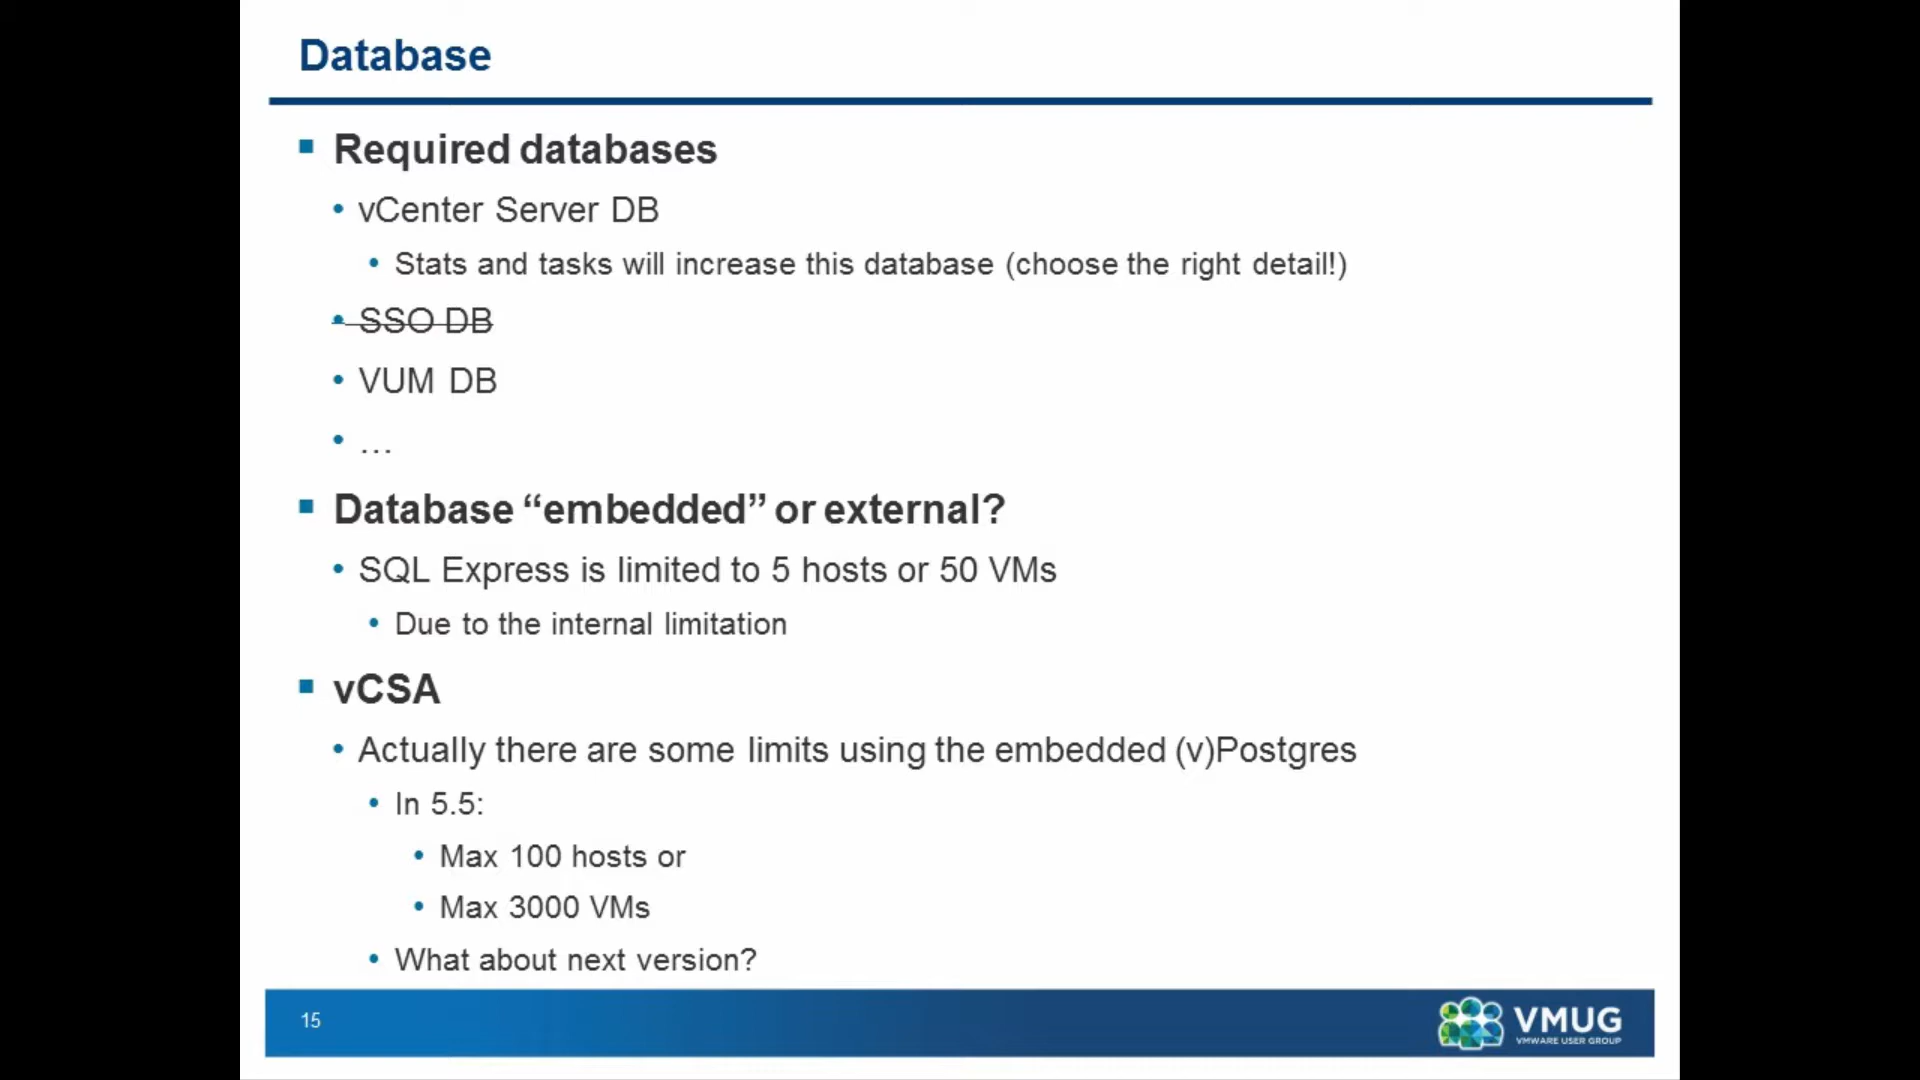 Database
Required databases
vCenter Server DB
Stats and tasks will increase this database (choose the right detail!)
SSO DB
VUM DB
…
Database “embedded” or external?
SQL Express is limited to 5 hosts or 50 VMs
Due to the internal limitation
vCSA
Actually there are some limits using the embedded (v)Postgres
In 5.5:
Max 100 hosts or
Max 3000 VMs
What about next version?
15
VMUG
VMWARE USER GROUP